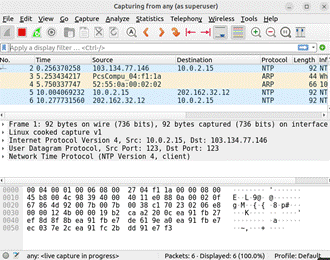 Capturing from any (as superuser)
File Edit View Go Capture Analyze Statistics Telephony Wireless Tools Help
Apply a display filter ... <Ctrl-/>
No. Time Source Destination Protocol Length Inf
2 0.256370258 103.134.77.146 10.0.2.15 NTP 92 NT
3 5.253434217 PcsCompu_04:f1:1a ARP 44 Wh
4 5.750337747 52:55:0a:00:02:02 ARP 66 10
5 10.004069232 10.0.2.15 202.162.32.12 NTP 92 NT
6 10.277731560 202.162.32.12 10.0.2.15 NTP 92 NT
Frame 1: 92 bytes on wire (736 bits), 92 bytes captured (736 bits) on interface
Linux cooked capture v1
Internet Protocol Version 4, Src: 10.0.2.15, Dst: 103.134.77.146
User Datagram Protocol, Src Port: 123, Dst Port: 123
Network Time Protocol (NTP Version 4, client)
0000 00 04 00 01 00 06 08 00 27 04 f1 1a 00 00 08 00
0010 45 b8 00 4c 98 39 40 00 40 11 e0 88 0a 00 02 0f
0020 67 86 4d 92 00 7b 00 7b 00 38 c1 70 23 02 06 e8
0030 00 00 12 4b 00 00 19 b2 ca a2 20 0c ea 91 fb 27
0040 ef 8d 8f 8b ea 91 fb e7 de 61 9e a0 ea 91 fb e7
0050 ec 03 7e 2c ea 91 fc 2b dd 91 e7 f3
any: <live capture in progress> Packets: 6 · Displayed: 6 (100.0%) Profile: Default